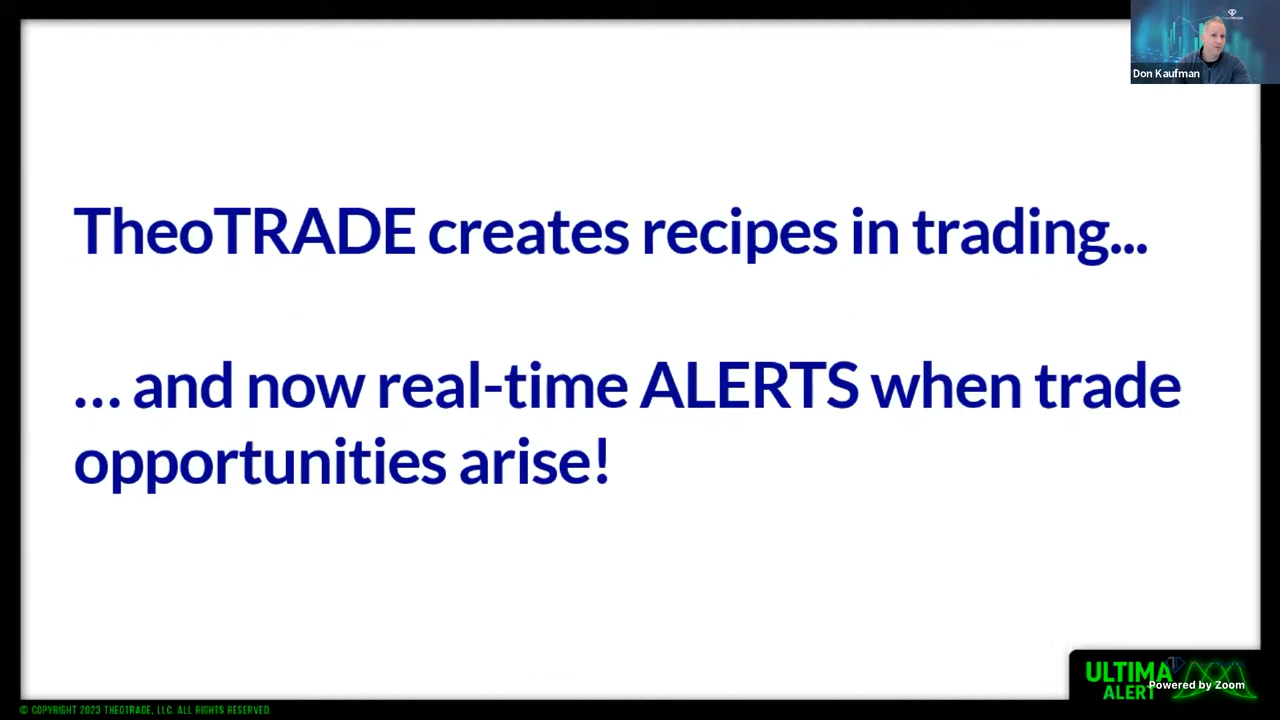 Don Kaufman
TheoTRADE creates recipes in trading...
... and now real-time ALERTS when trade
opportunities arise!
ULTIMA
ALERT
Powered by Zoom
© COPYRIGHT 2023 THEOTRADE, LLC. ALL RIGHTS RESERVED